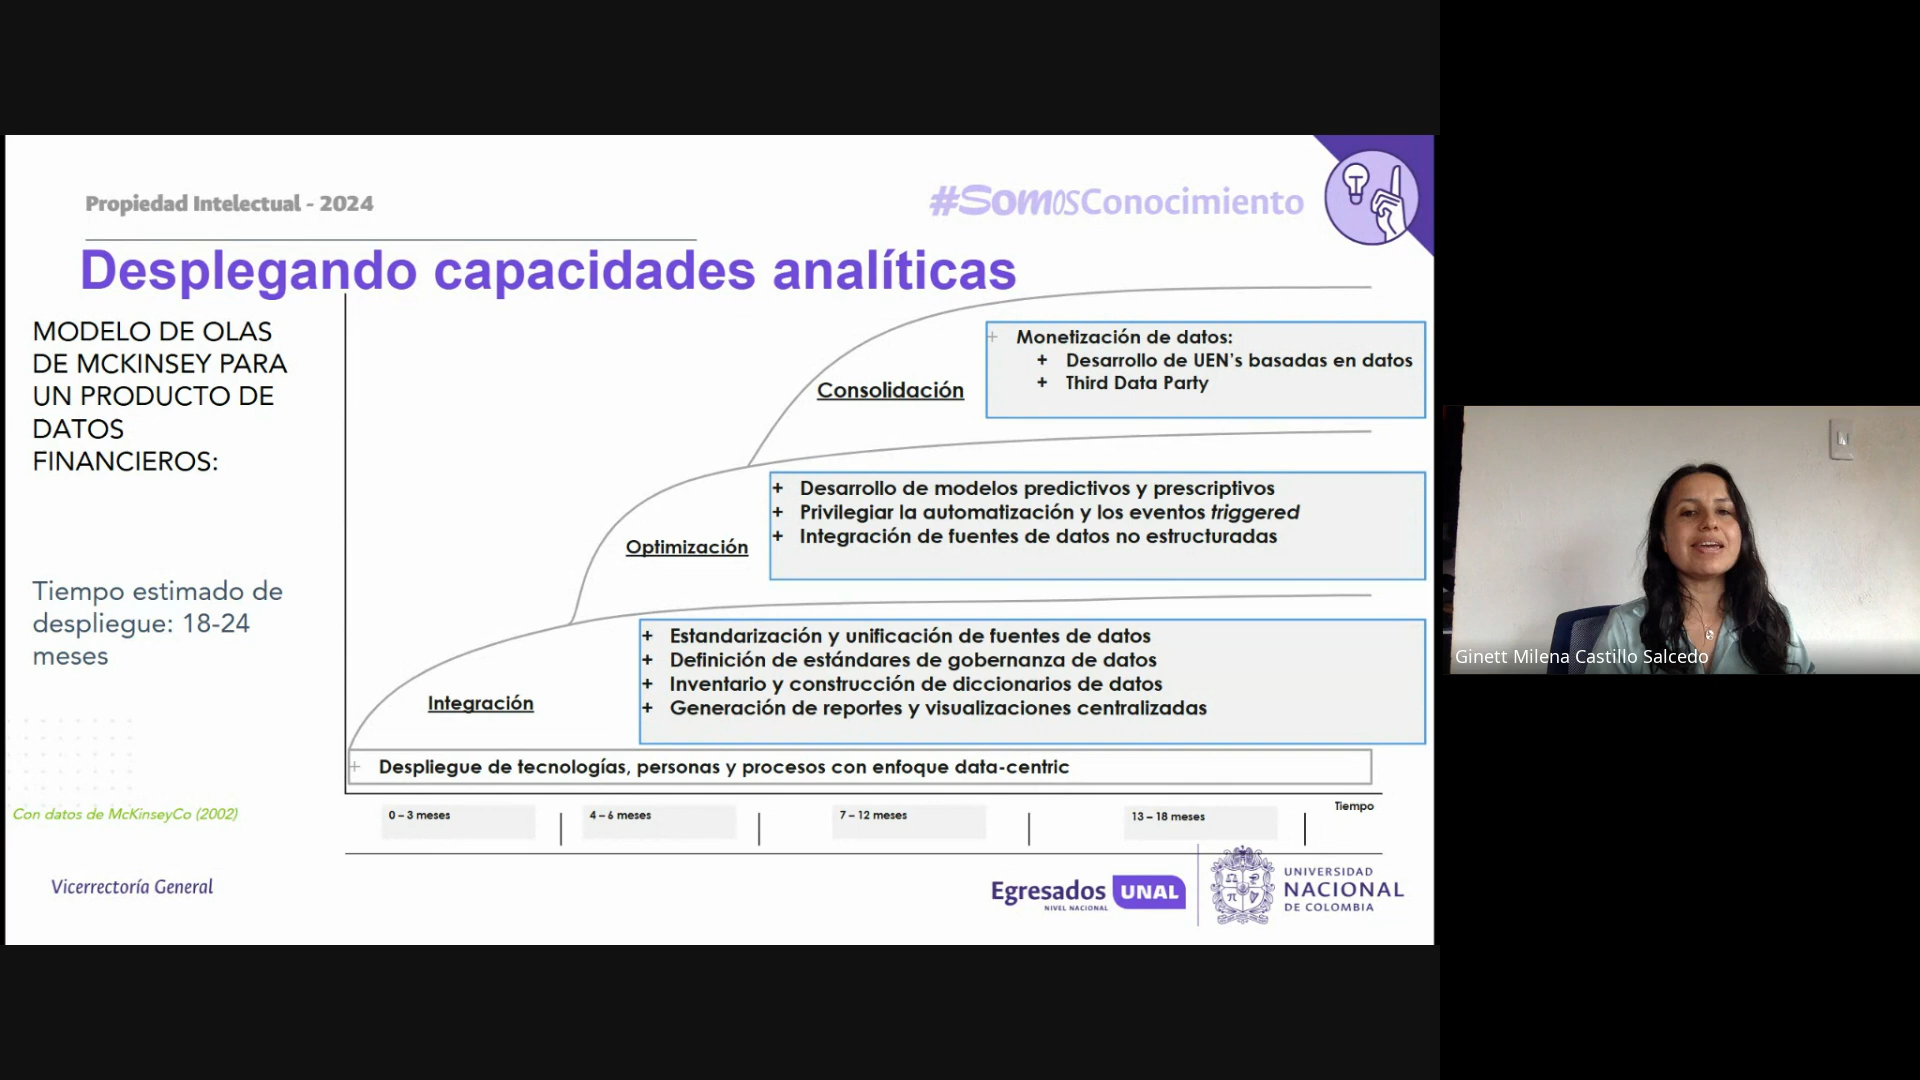 Propiedad Intelectual - 2024
#SomosConocimiento
Desplegando capacidades analíticas
MODELO DE OLAS
DE MCKINSEY PARA
UN PRODUCTO DE
DATOS
FINANCIEROS:
Tiempo estimado de
despliegue: 18-24
meses
Con datos de McKinseyCo (2002)
Consolidación
+ Monetización de datos:
+ Desarrollo de UEN's basadas en datos
+ Third Data Party
Optimización
+ Desarrollo de modelos predictivos y prescriptivos
+ Privilegiar la automatización y los eventos triggered
+ Integración de fuentes de datos no estructuradas
Integración
+ Estandarización y unificación de fuentes de datos
+ Definición de estándares de gobernanza de datos
+ Inventario y construcción de diccionarios de datos
+ Generación de reportes y visualizaciones centralizadas
+ Despliegue de tecnologías, personas y procesos con enfoque data-centric
0 – 3 meses
4 – 6 meses
7 – 12 meses
13 – 18 meses
Tiempo
Vicerrectoría General
Egresados UNAL
NIVEL NACIONAL
UNIVERSIDAD
NACIONAL
DE COLOMBIA
Ginett Milena Castillo Salcedo